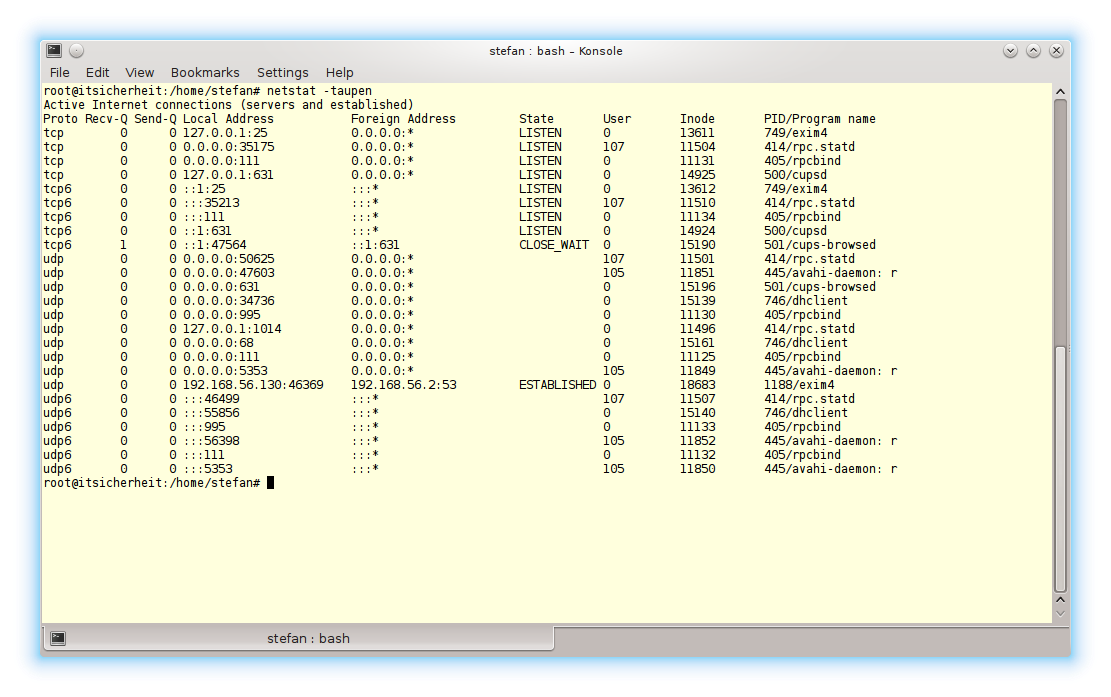 stefan : bash – Konsole
File Edit View Bookmarks Settings Help
root@itsicherheit:/home/stefan# netstat -taupen
Active Internet connections (servers and established)
Proto Recv-Q Send-Q Local Address           Foreign Address         State       User       Inode       PID/Program name
tcp        0      0 127.0.0.1:25            0.0.0.0:*               LISTEN      0          13611       749/exim4
tcp        0      0 0.0.0.0:35175           0.0.0.0:*               LISTEN      107        11504       414/rpc.statd
tcp        0      0 0.0.0.0:111             0.0.0.0:*               LISTEN      0          11131       405/rpcbind
tcp        0      0 127.0.0.1:631           0.0.0.0:*               LISTEN      0          14925       500/cupsd
tcp6       0      0 ::1:25                  :::*                    LISTEN      0          13612       749/exim4
tcp6       0      0 :::35213                :::*                    LISTEN      107        11510       414/rpc.statd
tcp6       0      0 :::111                  :::*                    LISTEN      0          11134       405/rpcbind
tcp6       0      0 ::1:631                 :::*                    LISTEN      0          14924       500/cupsd
tcp6       1      0 ::1:47564               ::1:631                 CLOSE_WAIT  0          15190       501/cups-browsed
udp        0      0 0.0.0.0:50625           0.0.0.0:*                           107        11501       414/rpc.statd
udp        0      0 0.0.0.0:47603           0.0.0.0:*                           105        11851       445/avahi-daemon: r
udp        0      0 0.0.0.0:631             0.0.0.0:*                           0          15196       501/cups-browsed
udp        0      0 0.0.0.0:34736           0.0.0.0:*                           0          15139       746/dhclient
udp        0      0 0.0.0.0:995             0.0.0.0:*                           0          11130       405/rpcbind
udp        0      0 127.0.0.1:1014          0.0.0.0:*                           0          11496       414/rpc.statd
udp        0      0 0.0.0.0:68              0.0.0.0:*                           0          15161       746/dhclient
udp        0      0 0.0.0.0:111             0.0.0.0:*                           0          11125       405/rpcbind
udp        0      0 0.0.0.0:5353            0.0.0.0:*                           105        11849       445/avahi-daemon: r
udp        0      0 192.168.56.130:46369    192.168.56.2:53         ESTABLISHED 0          18683       1188/exim4
udp6       0      0 :::46499                :::*                                107        11507       414/rpc.statd
udp6       0      0 :::55856                :::*                                0          15140       746/dhclient
udp6       0      0 :::995                  :::*                                0          11133       405/rpcbind
udp6       0      0 :::56398                :::*                                105        11852       445/avahi-daemon: r
udp6       0      0 :::111                  :::*                                0          11132       405/rpcbind
udp6       0      0 :::5353                 :::*                                105        11850       445/avahi-daemon: r
root@itsicherheit:/home/stefan#
stefan : bash